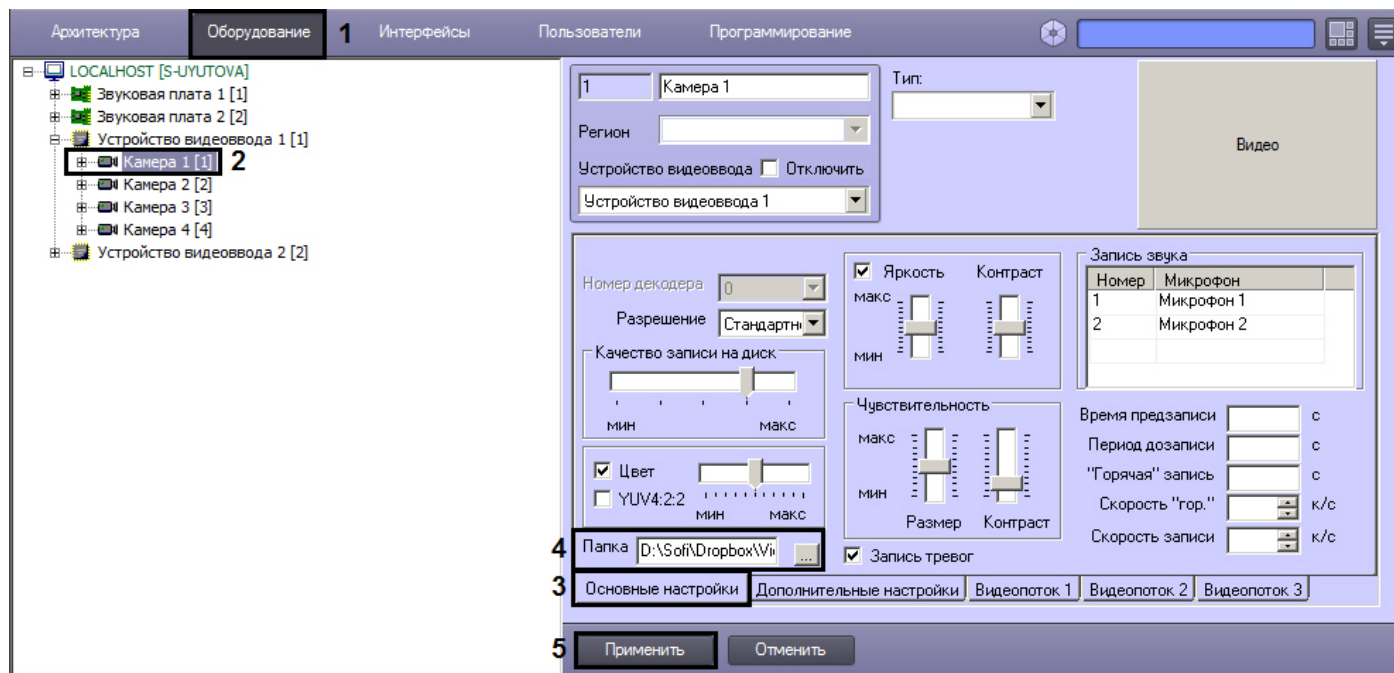 Архитектура Оборудование 1 Интерфейсы Пользователи Программирование
LOCALHOST [S-UYUTOVA]
Звуковая плата 1 [1]
Звуковая плата 2 [2]
Устройство видеоввода 1 [1]
Камера 1 [1] 2
Камера 2 [2]
Камера 3 [3]
Камера 4 [4]
Устройство видеоввода 2 [2]
1 Камера 1
Регион
Устройство видеоввода Отключить
Устройство видеоввода 1
Тип:
Видео
Номер декодера 0
Разрешение Стандартн
Качество записи на диск
мин макс
Цвет
YUV4:2:2
мин макс
4 Папка D:\Sofi\Dropbox\Vi ...
Яркость Контраст
макс
мин
Чувствительность
макс
мин
Размер Контраст
Запись тревог
Запись звука
Номер Микрофон
1 Микрофон 1
2 Микрофон 2
Время предзаписи с
Период дозаписи с
"Горячая" запись с
Скорость "гор." к/с
Скорость записи к/с
3 Основные настройки Дополнительные настройки Видеопоток 1 Видеопоток 2 Видеопоток 3
5 Применить Отменить